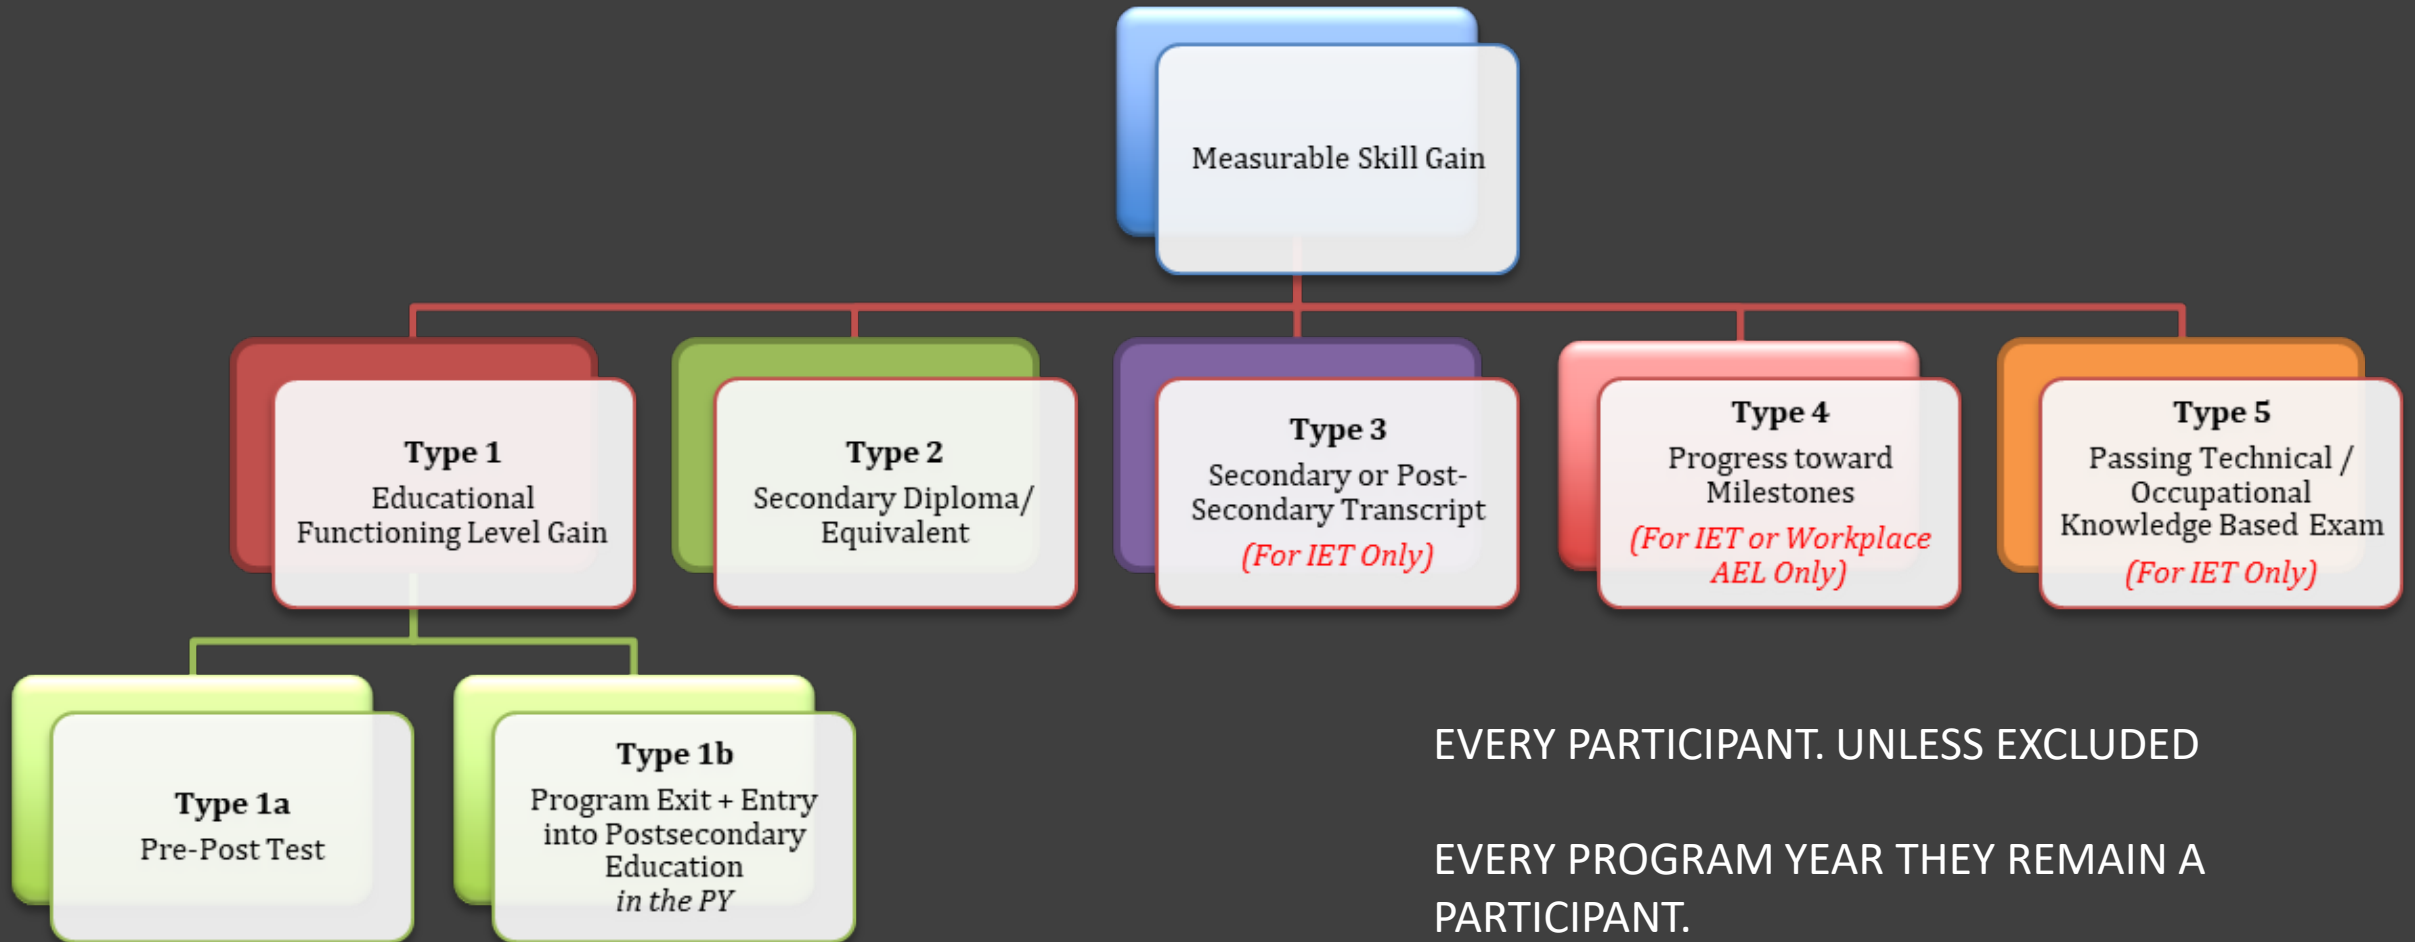 Measurable Skill Gain
Type 1
Educational
Functioning Level Gain
Type 2
Secondary Diploma/
Equivalent
Type 3
Secondary or Post-
Secondary Transcript
(For IET Only)
Type 4
Progress toward
Milestones
(For IET or Workplace
AEL Only)
Type 5
Passing Technical /
Occupational
Knowledge Based Exam
(For IET Only)
Type 1a
Pre-Post Test
Type 1b
Program Exit + Entry
into Postsecondary
Education
in the PY
EVERY PARTICIPANT. UNLESS EXCLUDED
EVERY PROGRAM YEAR THEY REMAIN A
PARTICIPANT.